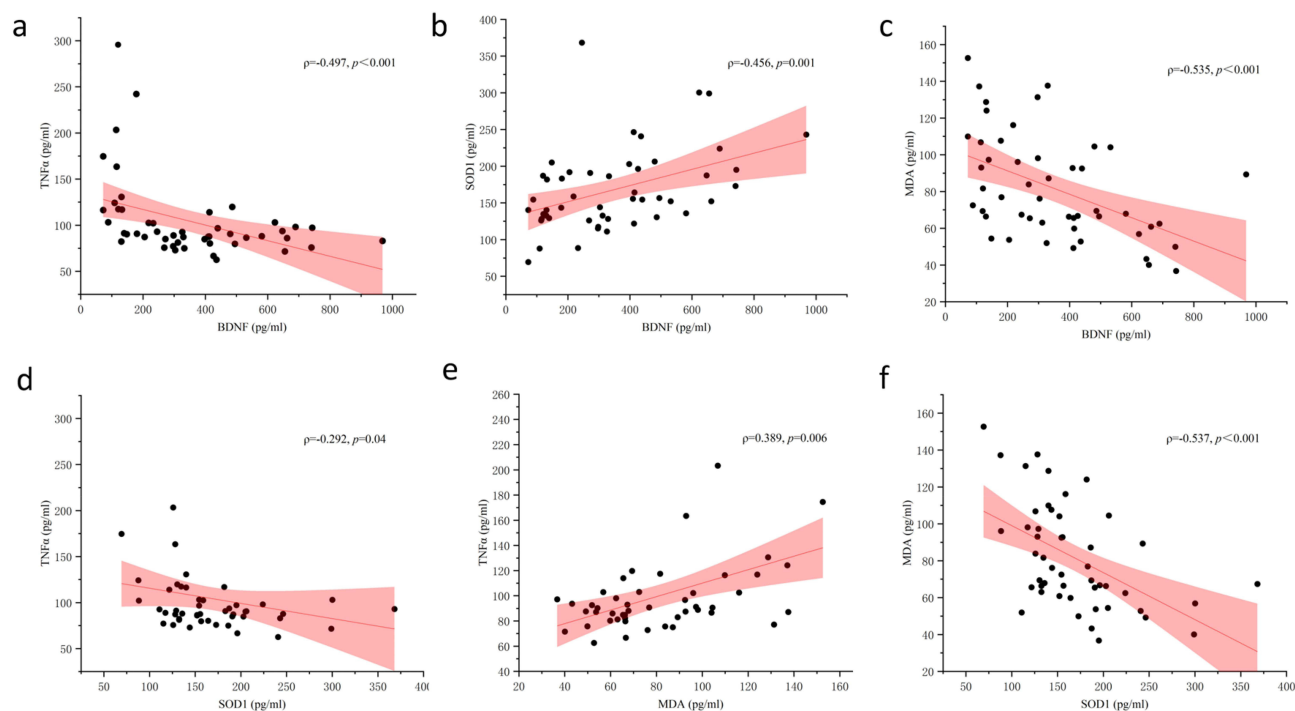 a
TNFα (pg/ml)
300
250
200
150
100
50
ρ=-0.497, p<0.001
0 200 400 600 800 1000
BDNF (pg/ml)
b
SOD1 (pg/ml)
400
350
300
250
200
150
100
50
0
ρ=-0.456, p=0.001
0 200 400 600 800 1000
BDNF (pg/ml)
c
MDA (pg/ml)
160
140
120
100
80
60
40
20
ρ=-0.535, p<0.001
0 200 400 600 800 1000
BDNF (pg/ml)
d
TNFα (pg/ml)
300
250
200
150
100
50
ρ=-0.292, p=0.04
50 100 150 200 250 300 350 400
SOD1 (pg/ml)
e
TNFα (pg/ml)
260
240
220
200
180
160
140
120
100
80
60
40
20
ρ=0.389, p=0.006
20 40 60 80 100 120 140 160
MDA (pg/ml)
f
MDA (pg/ml)
160
140
120
100
80
60
40
20
ρ=-0.537, p<0.001
50 100 150 200 250 300 350 400
SOD1 (pg/ml)